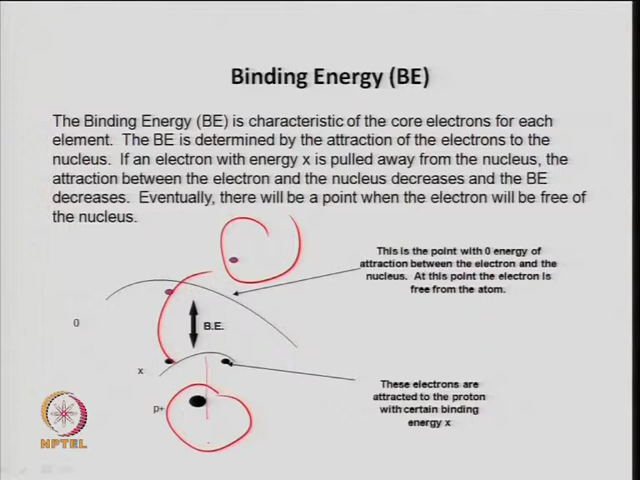 Binding Energy (BE)
The Binding Energy (BE) is characteristic of the core electrons for each
element. The BE is determined by the attraction of the electrons to the
nucleus. If an electron with energy x is pulled away from the nucleus, the
attraction between the electron and the nucleus decreases and the BE
decreases. Eventually, there will be a point when the electron will be free of
the nucleus.
This is the point with 0 energy of
attraction between the electron and the
nucleus. At this point the electron is
free from the atom.
0
B.E.
x
These electrons are
attracted to the proton
with certain binding
energy x
p+
NPTEL